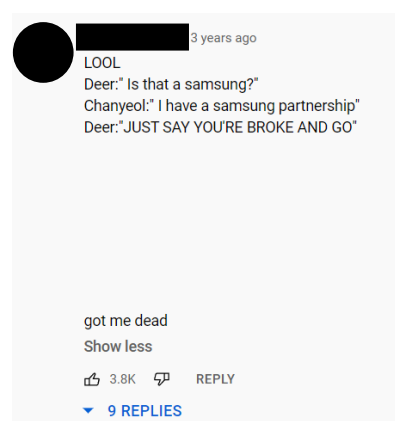 3 years ago
LOOL
Deer:" Is that a samsung?"
Chanyeol:" I have a samsung partnership"
Deer:"JUST SAY YOU'RE BROKE AND GO"
got me dead
Show less
3.8K REPLY
9 REPLIES